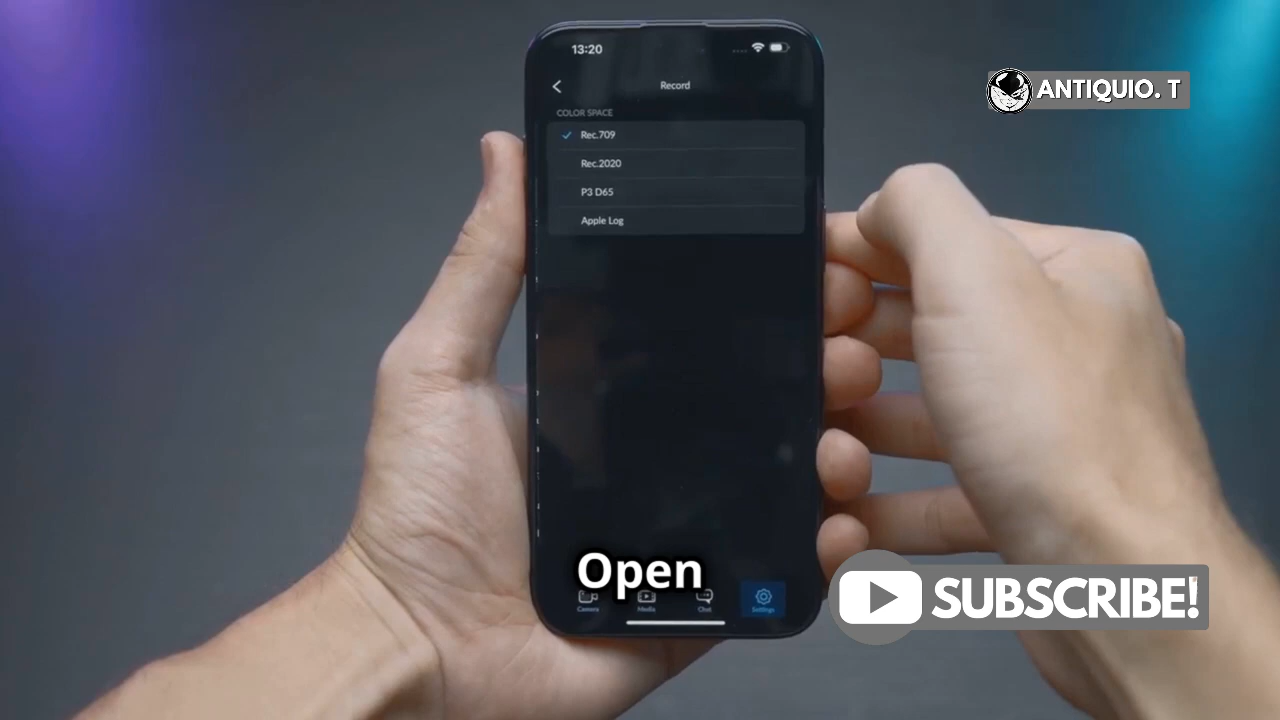 13:20
Record
COLOR SPACE
Rec.709
Rec.2020
P3 D65
Apple Log
ANTIQUIO. T
Open
Camera
Media
Chat
Settings
SUBSCRIBE!